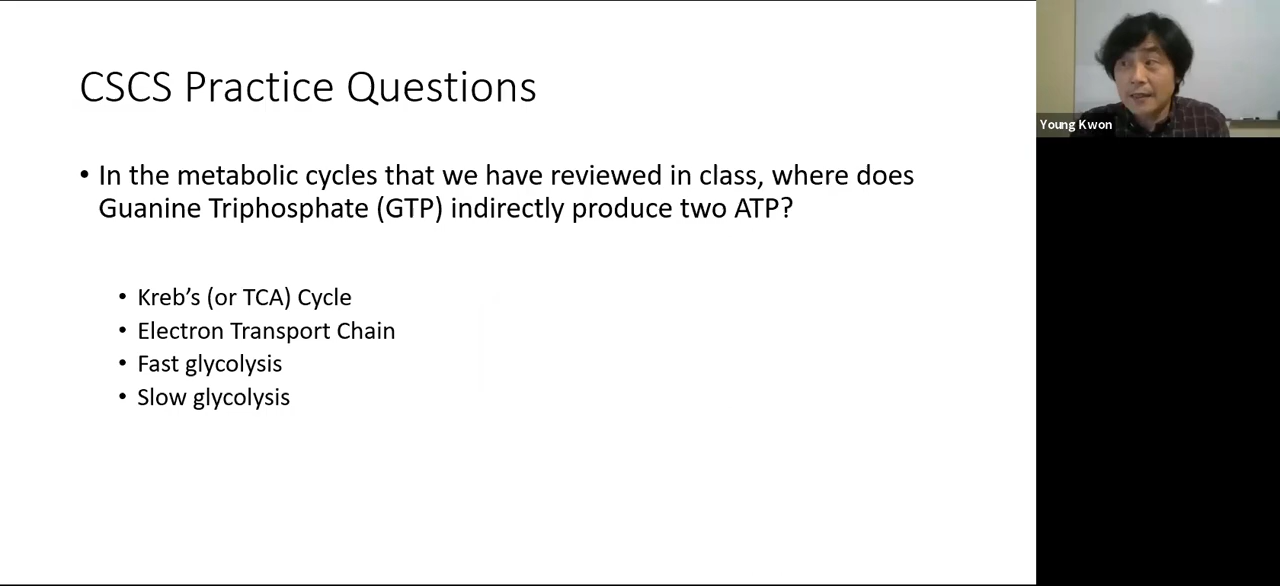 CSCS Practice Questions
• In the metabolic cycles that we have reviewed in class, where does
Guanine Triphosphate (GTP) indirectly produce two ATP?
• Kreb’s (or TCA) Cycle
• Electron Transport Chain
• Fast glycolysis
• Slow glycolysis
Young Kwon